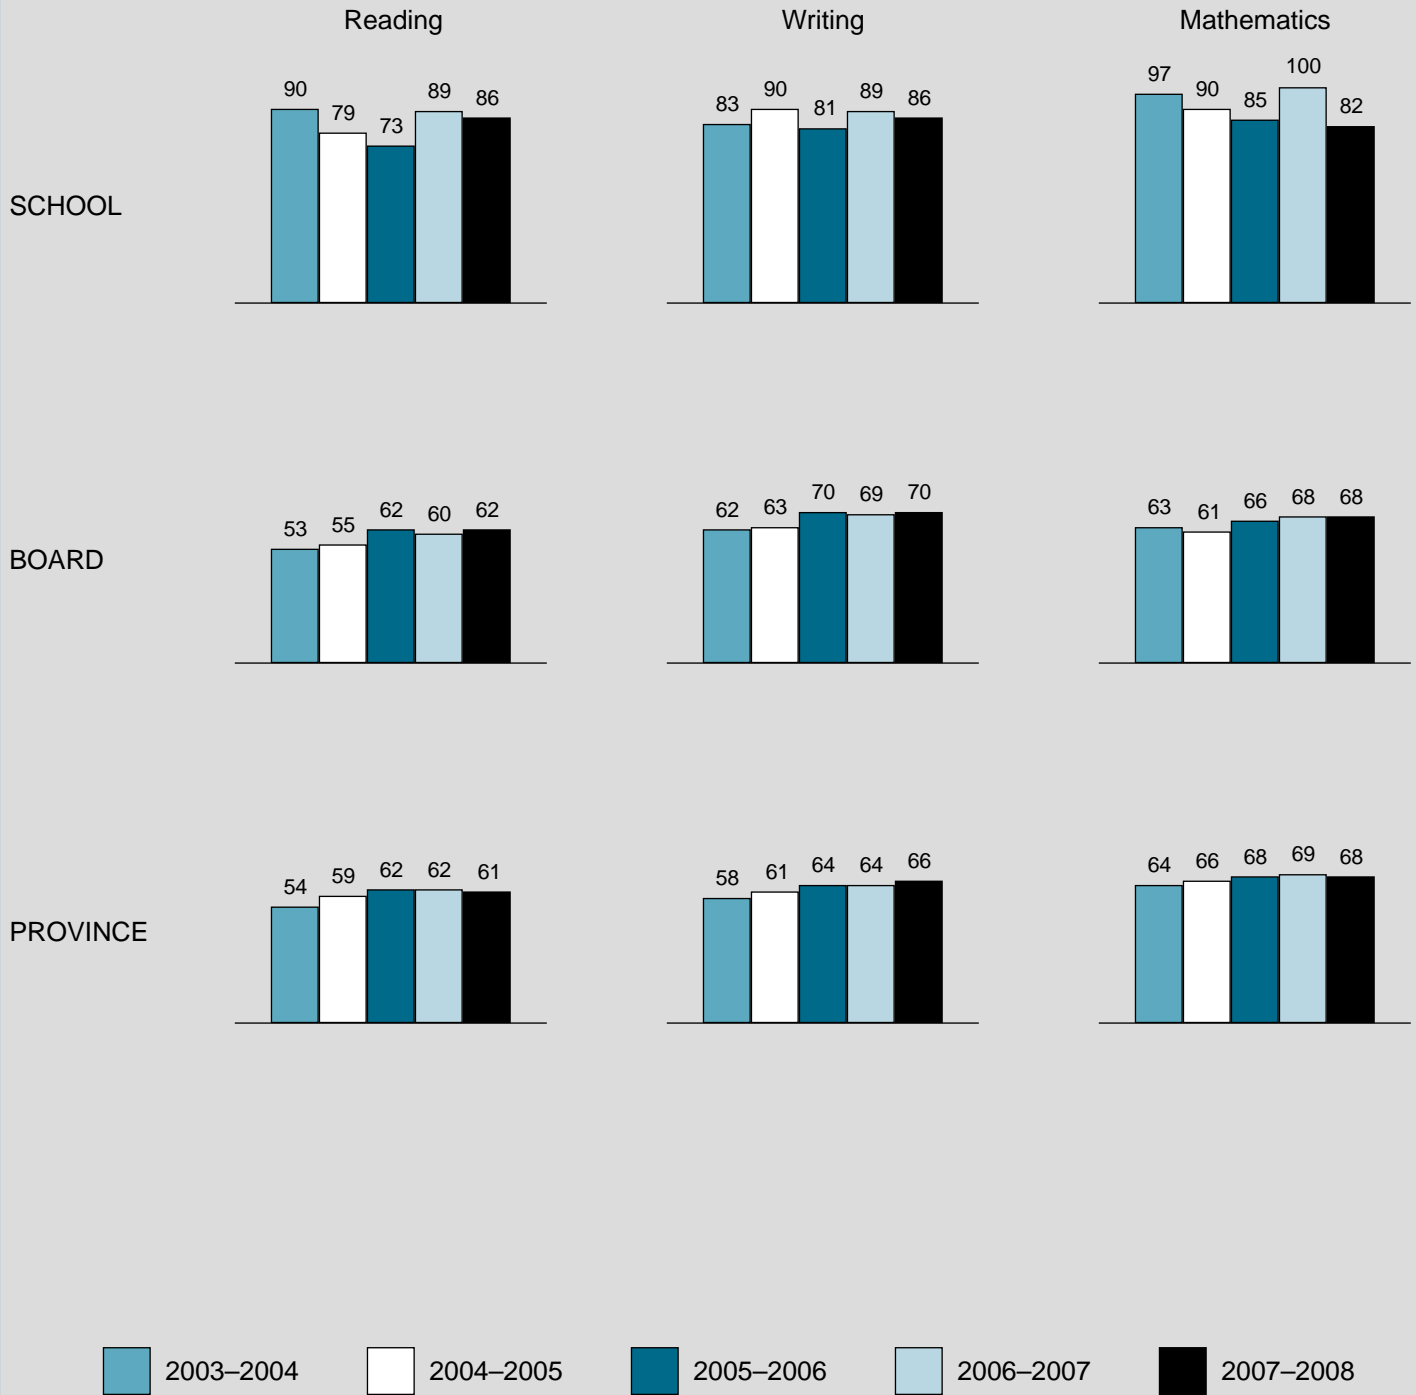 Reading Writing Mathematics
SCHOOL
90 79 73 89 86
83 90 81 89 86
97 90 85 100 82
BOARD
53 55 62 60 62
62 63 70 69 70
63 61 66 68 68
PROVINCE
54 59 62 62 61
58 61 64 64 66
64 66 68 69 68
2003–2004 2004–2005 2005–2006 2006–2007 2007–2008